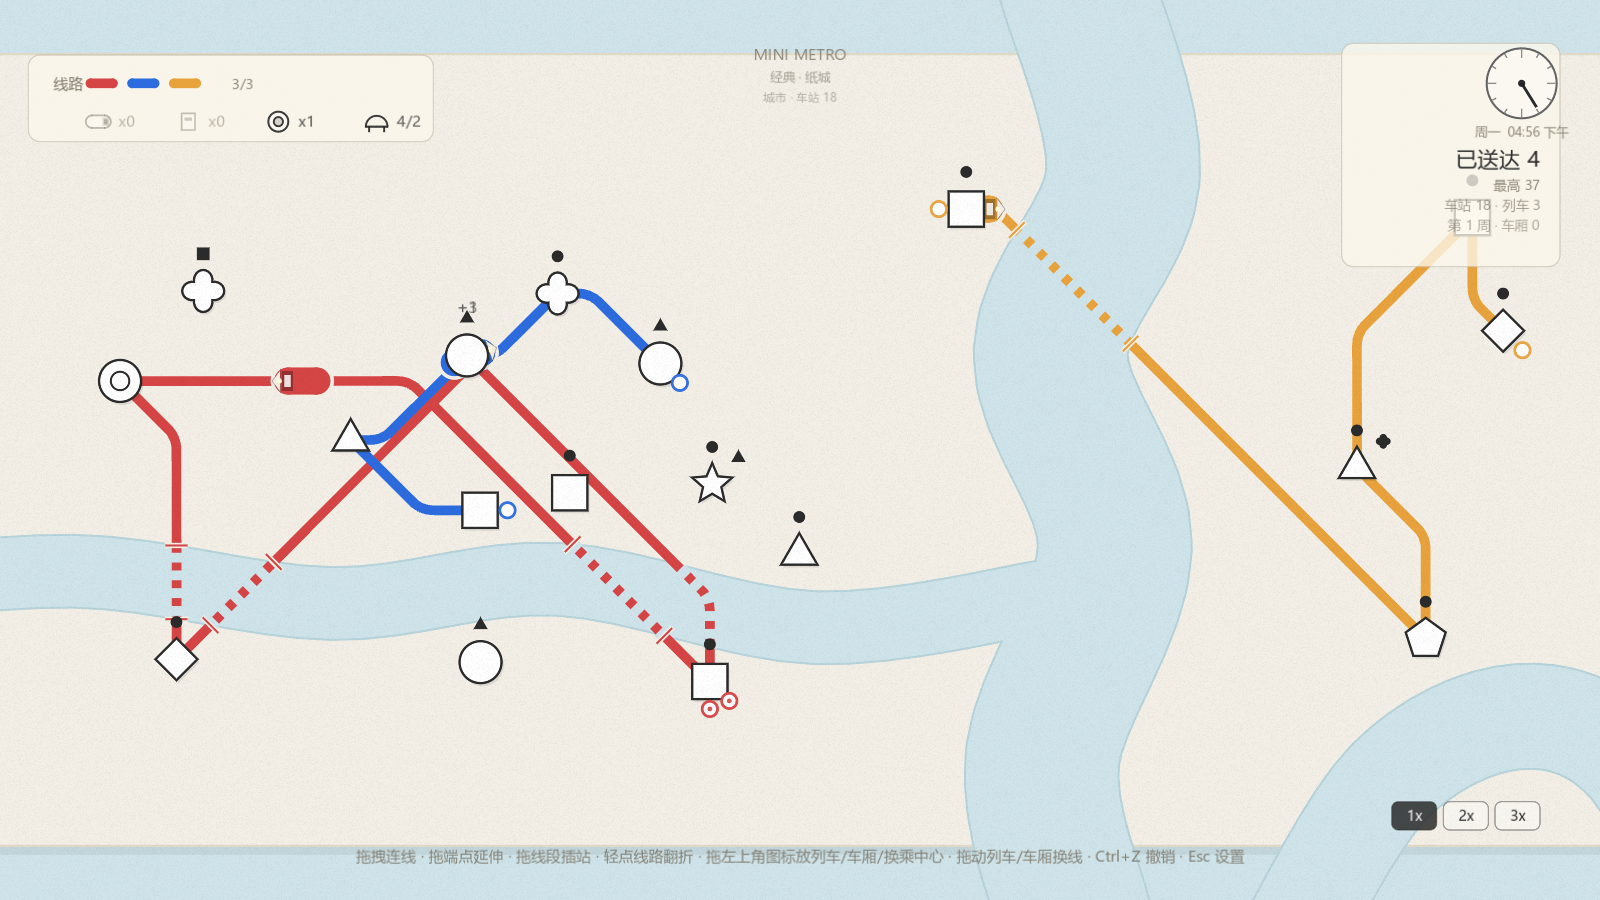 线路 3/3
x0 x0 x1 4/2
MINI METRO
经典 · 纸城
城市 · 车站 18
周一 04:56 下午
已送达 4
最高 37
车站 18 · 列车 3
第 1 周 · 车厢 0
+3
1x 2x 3x
拖拽连线 · 拖端点延伸 · 拖线段插站 · 轻点线路翻折 · 拖左上角图标放列车/车厢/换乘中心 · 拖动列车/车厢换线 · Ctrl+Z 撤销 · Esc 设置